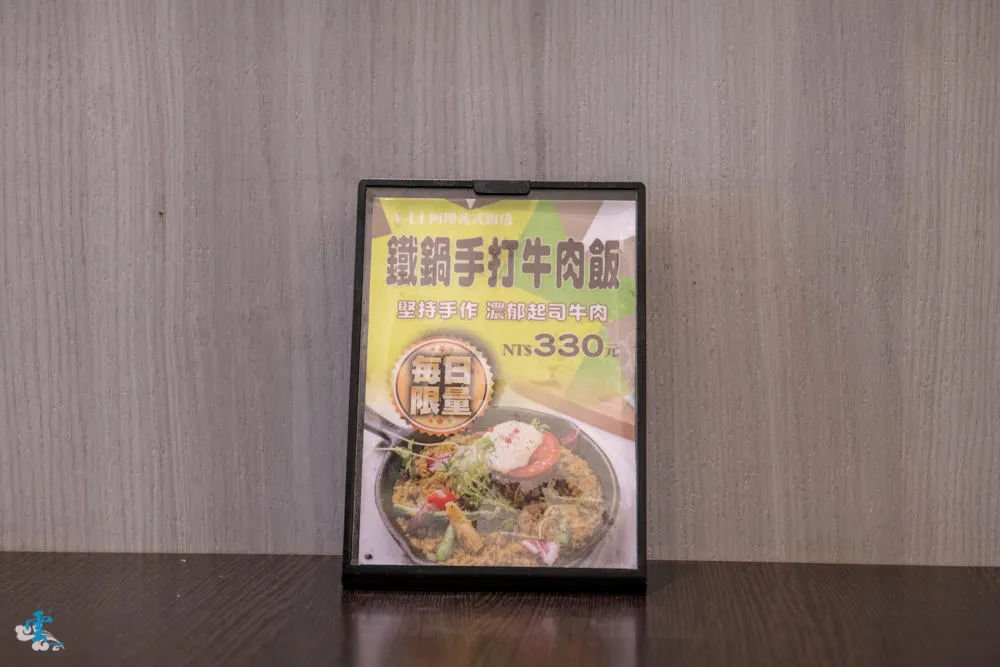 鐵鍋手打牛肉飯
堅持手作 濃郁起司牛肉
NT$330元
每日
限量
雲